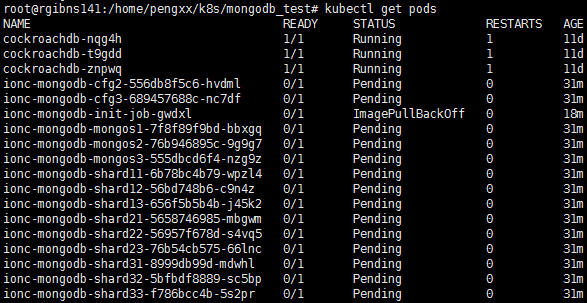 root@rgibns141:/home/pengxx/k8s/mongodb_test# kubectl get pods
NAME READY STATUS RESTARTS AGE
cockroachdb-nqg4h 1/1 Running 1 11d
cockroachdb-t9gdd 1/1 Running 1 11d
cockroachdb-znpwq 1/1 Running 1 11d
ionc-mongodb-cfg2-556db8f5c6-hvdml 0/1 Pending 0 31m
ionc-mongodb-cfg3-689457688c-nc7df 0/1 Pending 0 31m
ionc-mongodb-init-job-gwdxl 0/1 ImagePullBackOff 0 18m
ionc-mongodb-mongos1-7f8f89f9bd-bbxgq 0/1 Pending 0 31m
ionc-mongodb-mongos2-76b946895c-9g9g7 0/1 Pending 0 31m
ionc-mongodb-mongos3-555dbcd6f4-nzg9z 0/1 Pending 0 31m
ionc-mongodb-shard11-6b78bc4b79-wpzl4 0/1 Pending 0 31m
ionc-mongodb-shard12-56bd748b6-c9n4z 0/1 Pending 0 31m
ionc-mongodb-shard13-656f5b5b4b-j45k2 0/1 Pending 0 31m
ionc-mongodb-shard21-5658746985-mbgwm 0/1 Pending 0 31m
ionc-mongodb-shard22-56957f678d-s4vq5 0/1 Pending 0 31m
ionc-mongodb-shard23-76b54cb575-66lnc 0/1 Pending 0 31m
ionc-mongodb-shard31-8999db99d-mdwhl 0/1 Pending 0 31m
ionc-mongodb-shard32-5bfbdf8889-sc5bp 0/1 Pending 0 31m
ionc-mongodb-shard33-f786bcc4b-5s2pr 0/1 Pending 0 31m